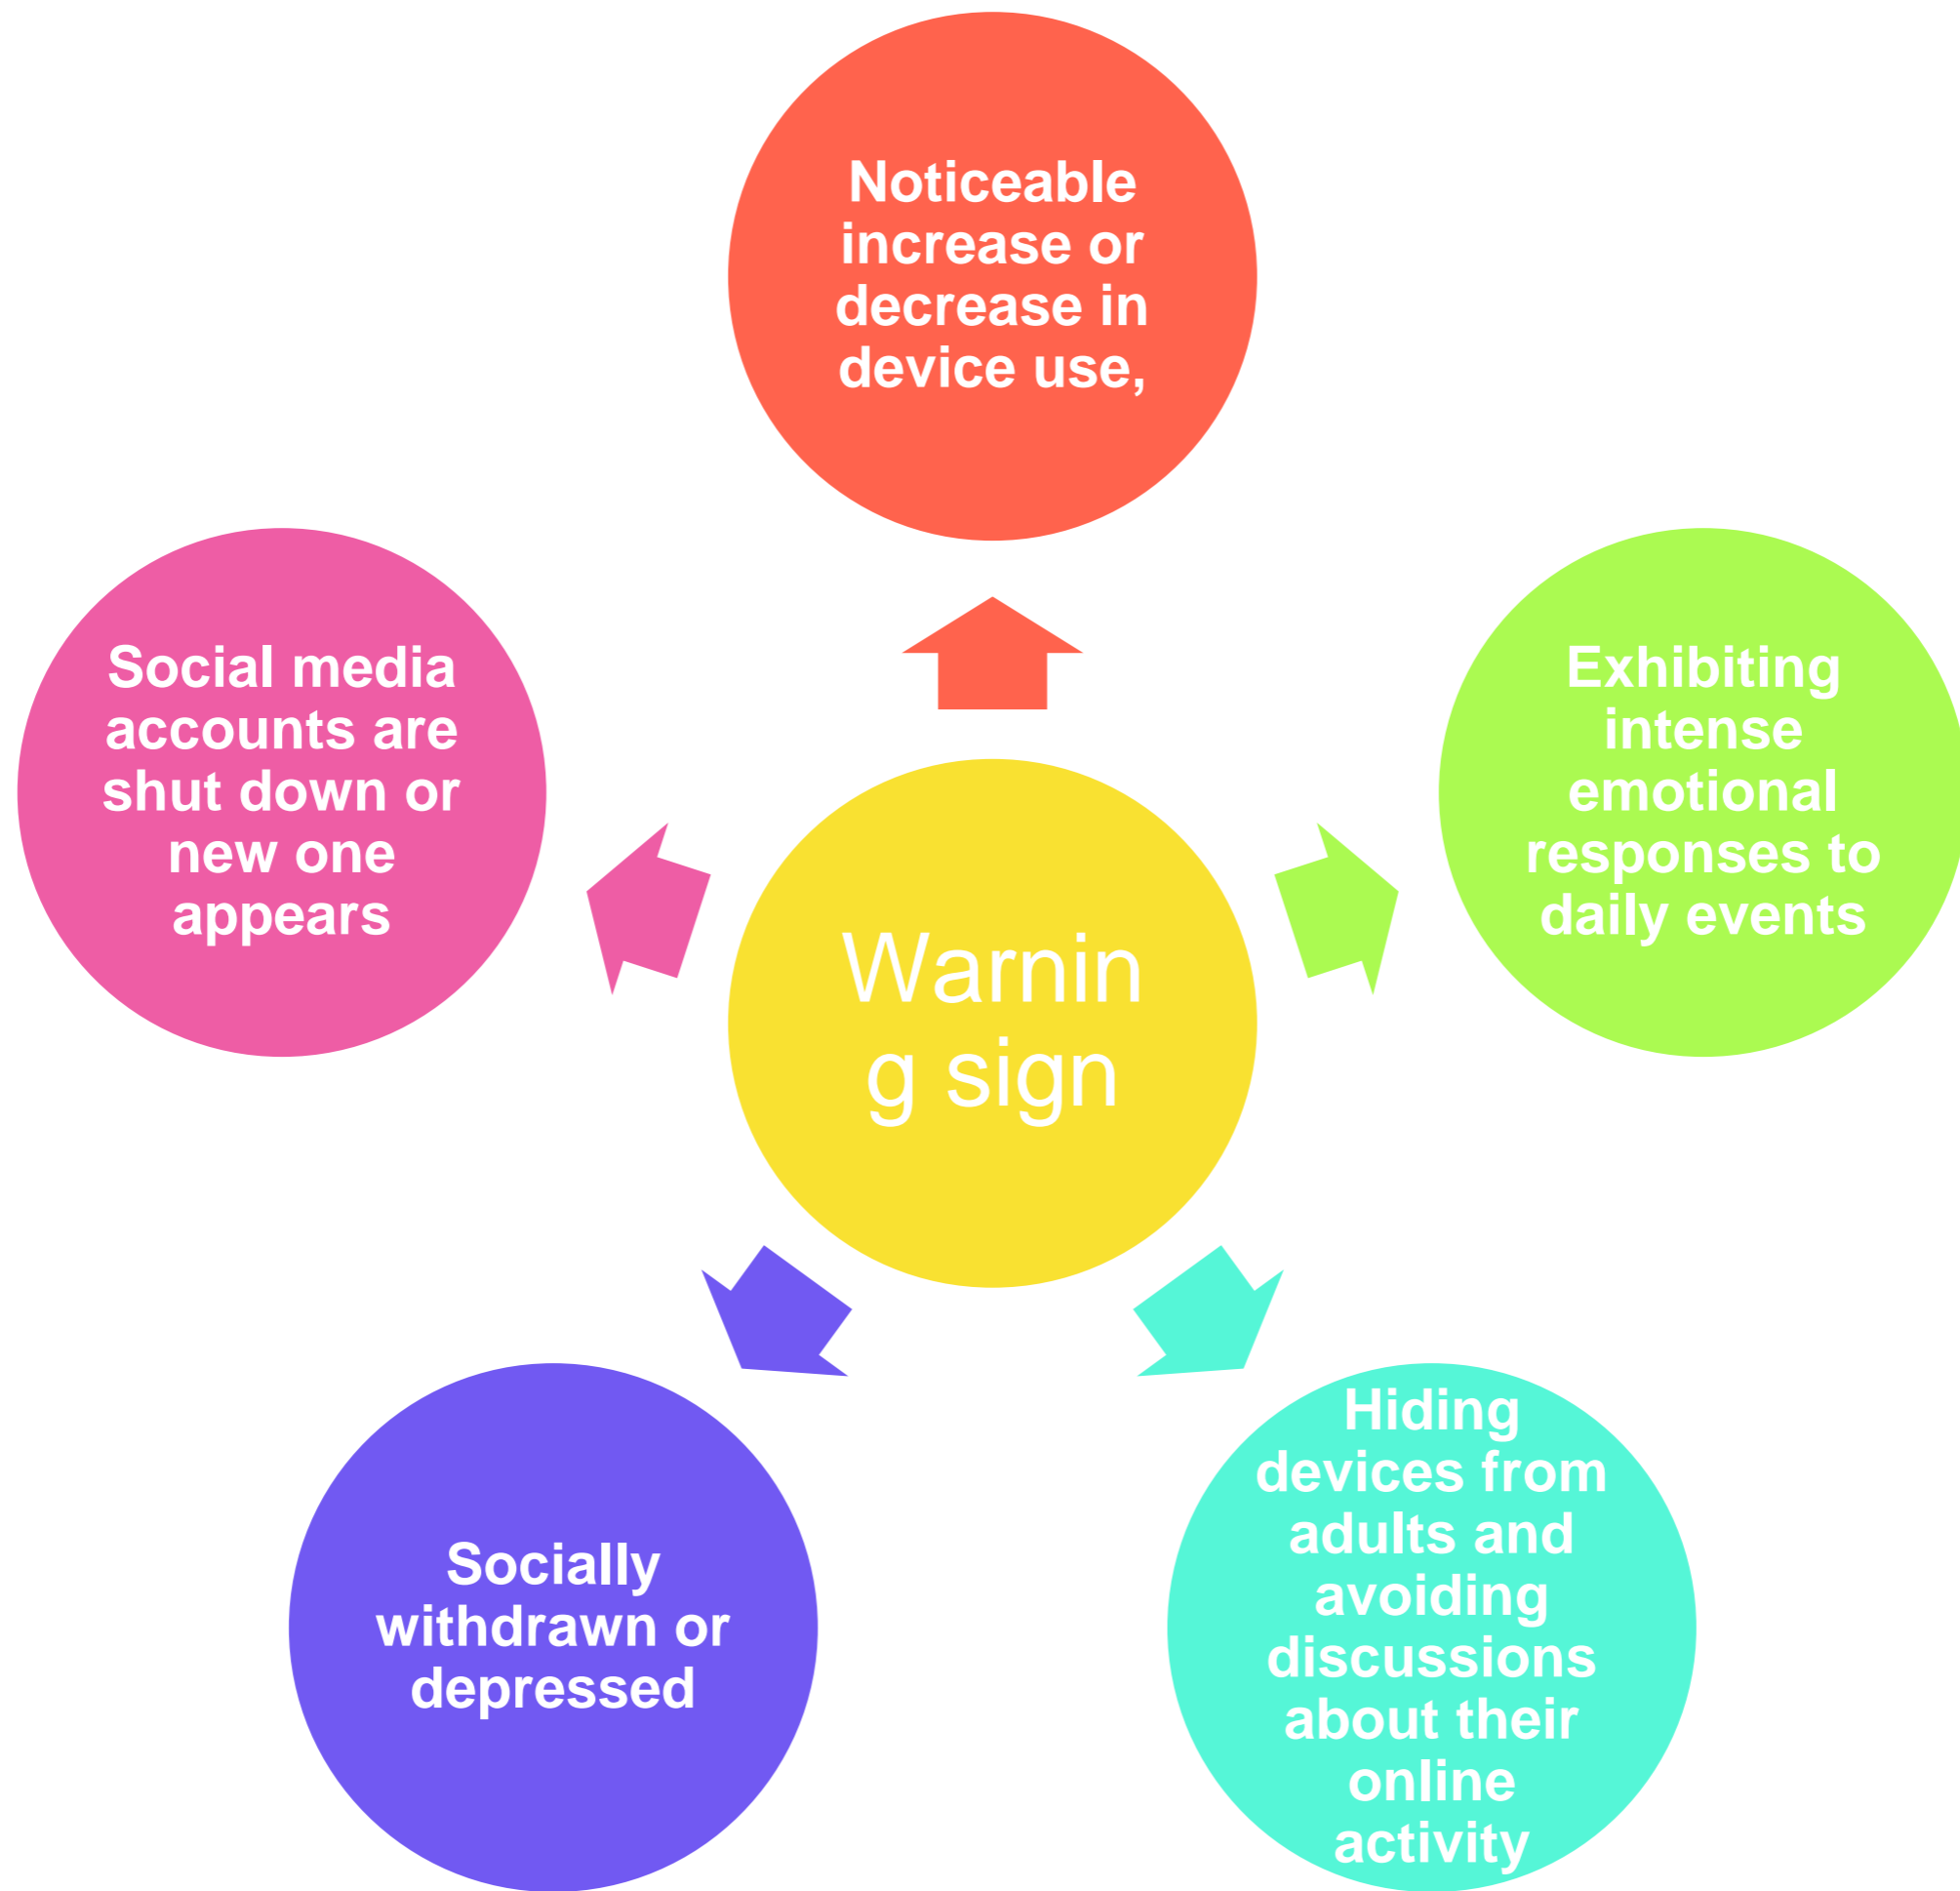 Noticeable
increase or
decrease in
device use,
Social media
accounts are
shut down or
new one
appears
Exhibiting
intense
emotional
responses to
daily events
Warnin
g sign
Socially
withdrawn or
depressed
Hiding
devices from
adults and
avoiding
discussions
about their
online
activity